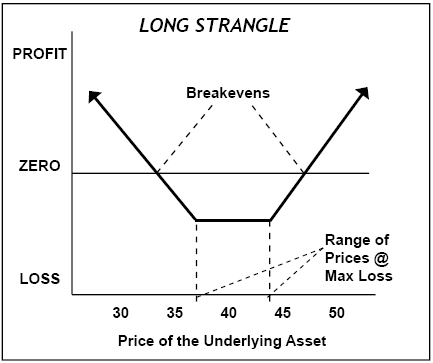 LONG STRANGLE
PROFIT
Breakevens
ZERO
Range of
Prices @
Max Loss
LOSS
30 35 40 45 50
Price of the Underlying Asset